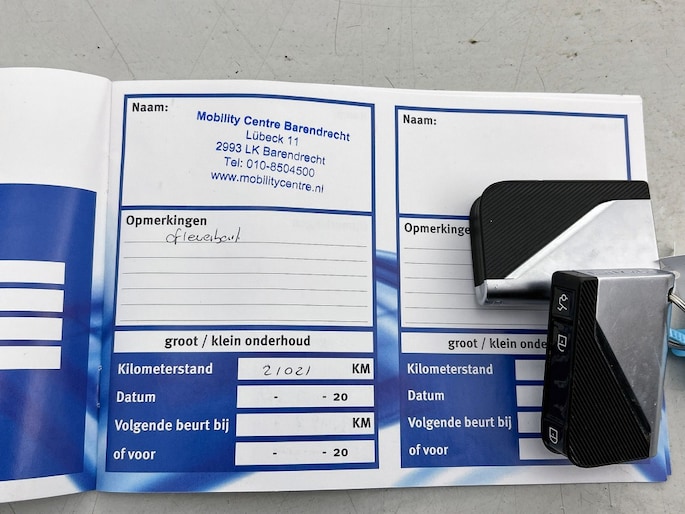 Naam:
Mobility Centre Barendrecht
Lübeck 11
2993 LK Barendrecht
Tel: 010-8504500
www.mobilitycentre.nl
Opmerkingen
afleverbeurt
groot / klein onderhoud
Kilometerstand 21021 KM
Datum - - 20
Volgende beurt bij KM
of voor - - 20
Naam:
Opmerkinge
groot / klein onderh
Kilometerstand
Datum
Volgende beurt bij
of voor